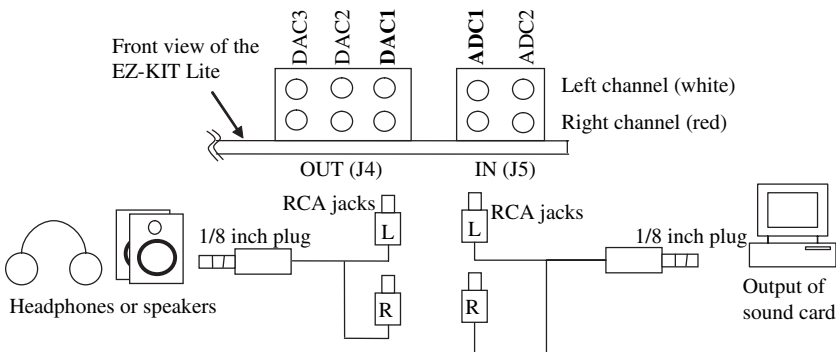 DAC3
DAC2
DAC1
ADC1
ADC2
Front view of the
EZ-KIT Lite
Left channel (white)
Right channel (red)
OUT (J4)
IN (J5)
RCA jacks
RCA jacks
L
L
1/8 inch plug
1/8 inch plug
R
R
Headphones or speakers
Output of
sound card